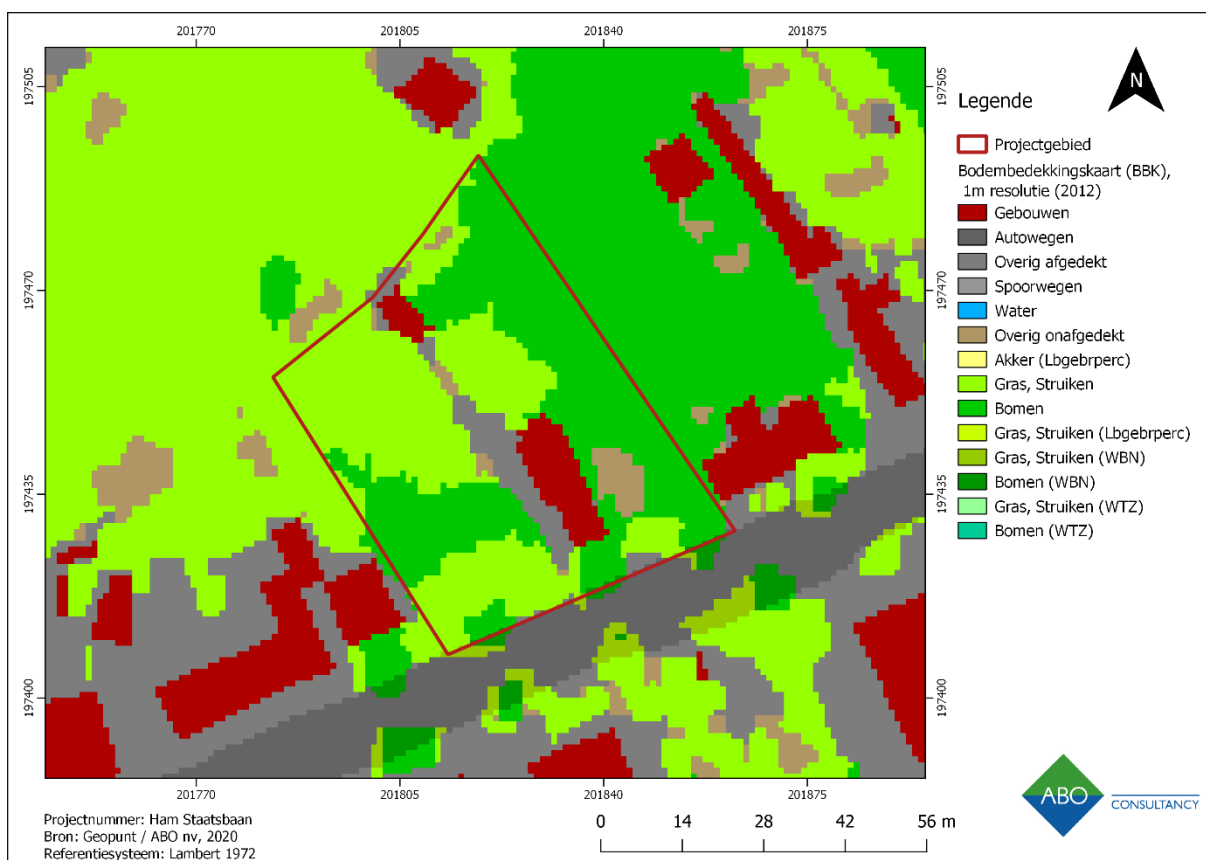 201770 201805 201840 201875
197505 197505
197470 197470
197435 197435
197400 197400
201770 201805 201840 201875
N
Legende
Projectgebied
Bodembedekkingskaart (BBK),
1m resolutie (2012)
Gebouwen
Autowegen
Overig afgedekt
Spoorwegen
Water
Overig onafgedekt
Akker (Lbgebrperc)
Gras, Struiken
Bomen
Gras, Struiken (Lbgebrperc)
Gras, Struiken (WBN)
Bomen (WBN)
Gras, Struiken (WTZ)
Bomen (WTZ)
Projectnummer: Ham Staatsbaan
Bron: Geopunt / ABO nv, 2020
Referentiesysteem: Lambert 1972
0 14 28 42 56 m
ABO CONSULTANCY